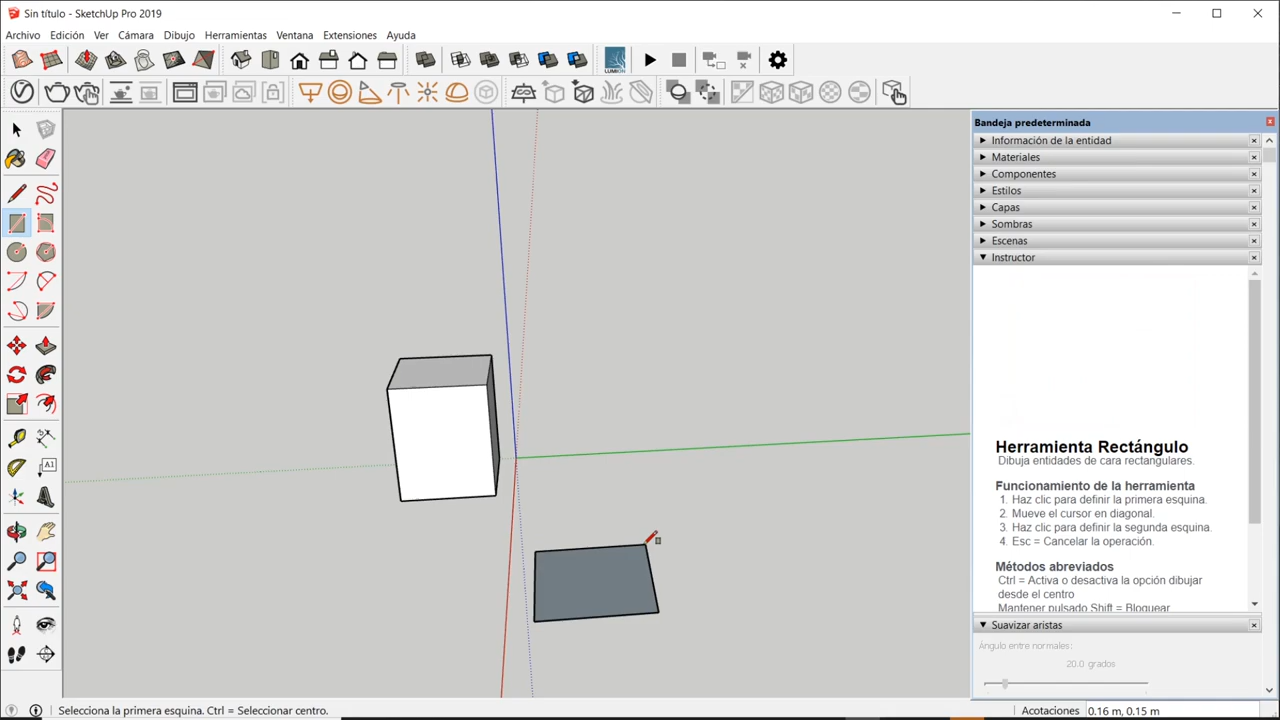 Sin título - SketchUp Pro 2019
Archivo Edición Ver Cámara Dibujo Herramientas Ventana Extensiones Ayuda
LUMION
Bandeja predeterminada
Información de la entidad
Materiales
Componentes
Estilos
Capas
Sombras
Escenas
Instructor
Herramienta Rectángulo
Dibuja entidades de cara rectangulares.
Funcionamiento de la herramienta
1. Haz clic para definir la primera esquina.
2. Mueve el cursor en diagonal.
3. Haz clic para definir la segunda esquina.
4. Esc = Cancelar la operación.
Métodos abreviados
Ctrl = Activa o desactiva la opción dibujar
desde el centro
Mantener pulsado Shift = Bloquear
Suavizar aristas
Ángulo entre normales:
20.0 grados
A1
Selecciona la primera esquina. Ctrl = Seleccionar centro.
Acotaciones 0.16 m, 0.15 m